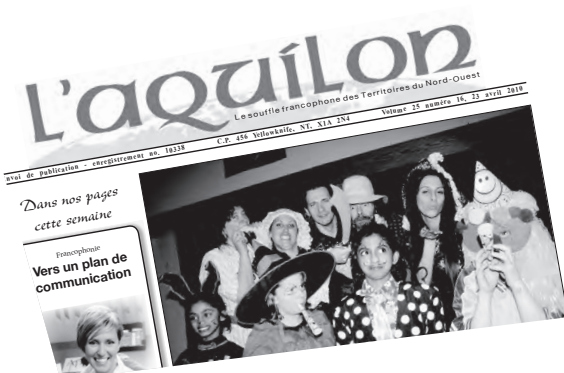 L'aquilon
Le souffle francophone des Territoires du Nord-Ouest
nvoi de publication - enregistrement no. 10338 C.P. 456 Yellowknife, NT, X1A 2N4 Volume 25 numéro 16, 23 avril 2010
Dans nos pages
cette semaine
Francophonie
Vers un plan de
communication